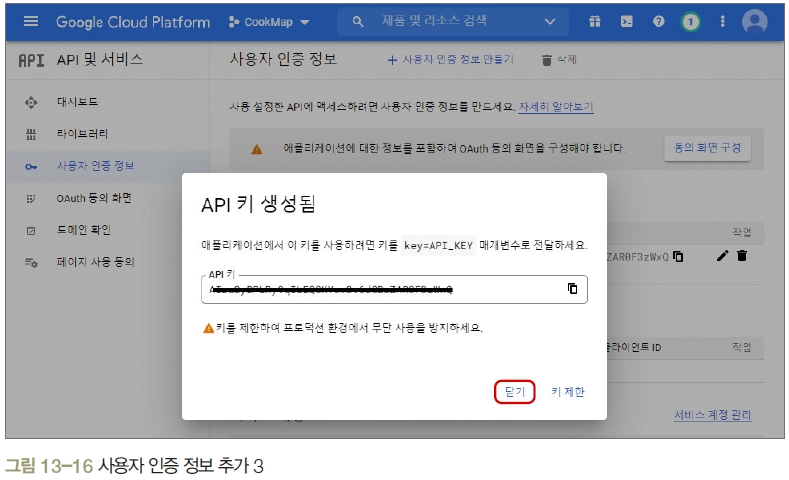 Google Cloud Platform CookMap 제품 및 리소스 검색 1
API API 및 서비스 사용자 인증 정보 + 사용자 인증 정보 만들기 삭제
대시보드
라이브러리
사용자 인증 정보
OAuth 동의 화면
도메인 확인
페이지 사용 동의
사용 설정한 API에 액세스하려면 사용자 인증 정보를 만드세요. 자세히 알아보기
애플리케이션에 대한 정보를 포함하여 OAuth 동의 화면을 구성해야 합니다. 동의 화면 구성
작업
ZAR0F3zWxQ
API 키 생성됨
애플리케이션에서 이 키를 사용하려면 키를 key=API_KEY 매개변수로 전달하세요.
API 키
키를 제한하여 프로덕션 환경에서 무단 사용을 방지하세요.
닫기 키 제한
클라이언트 ID 작업
서비스 계정 관리
그림 13-16 사용자 인증 정보 추가 3